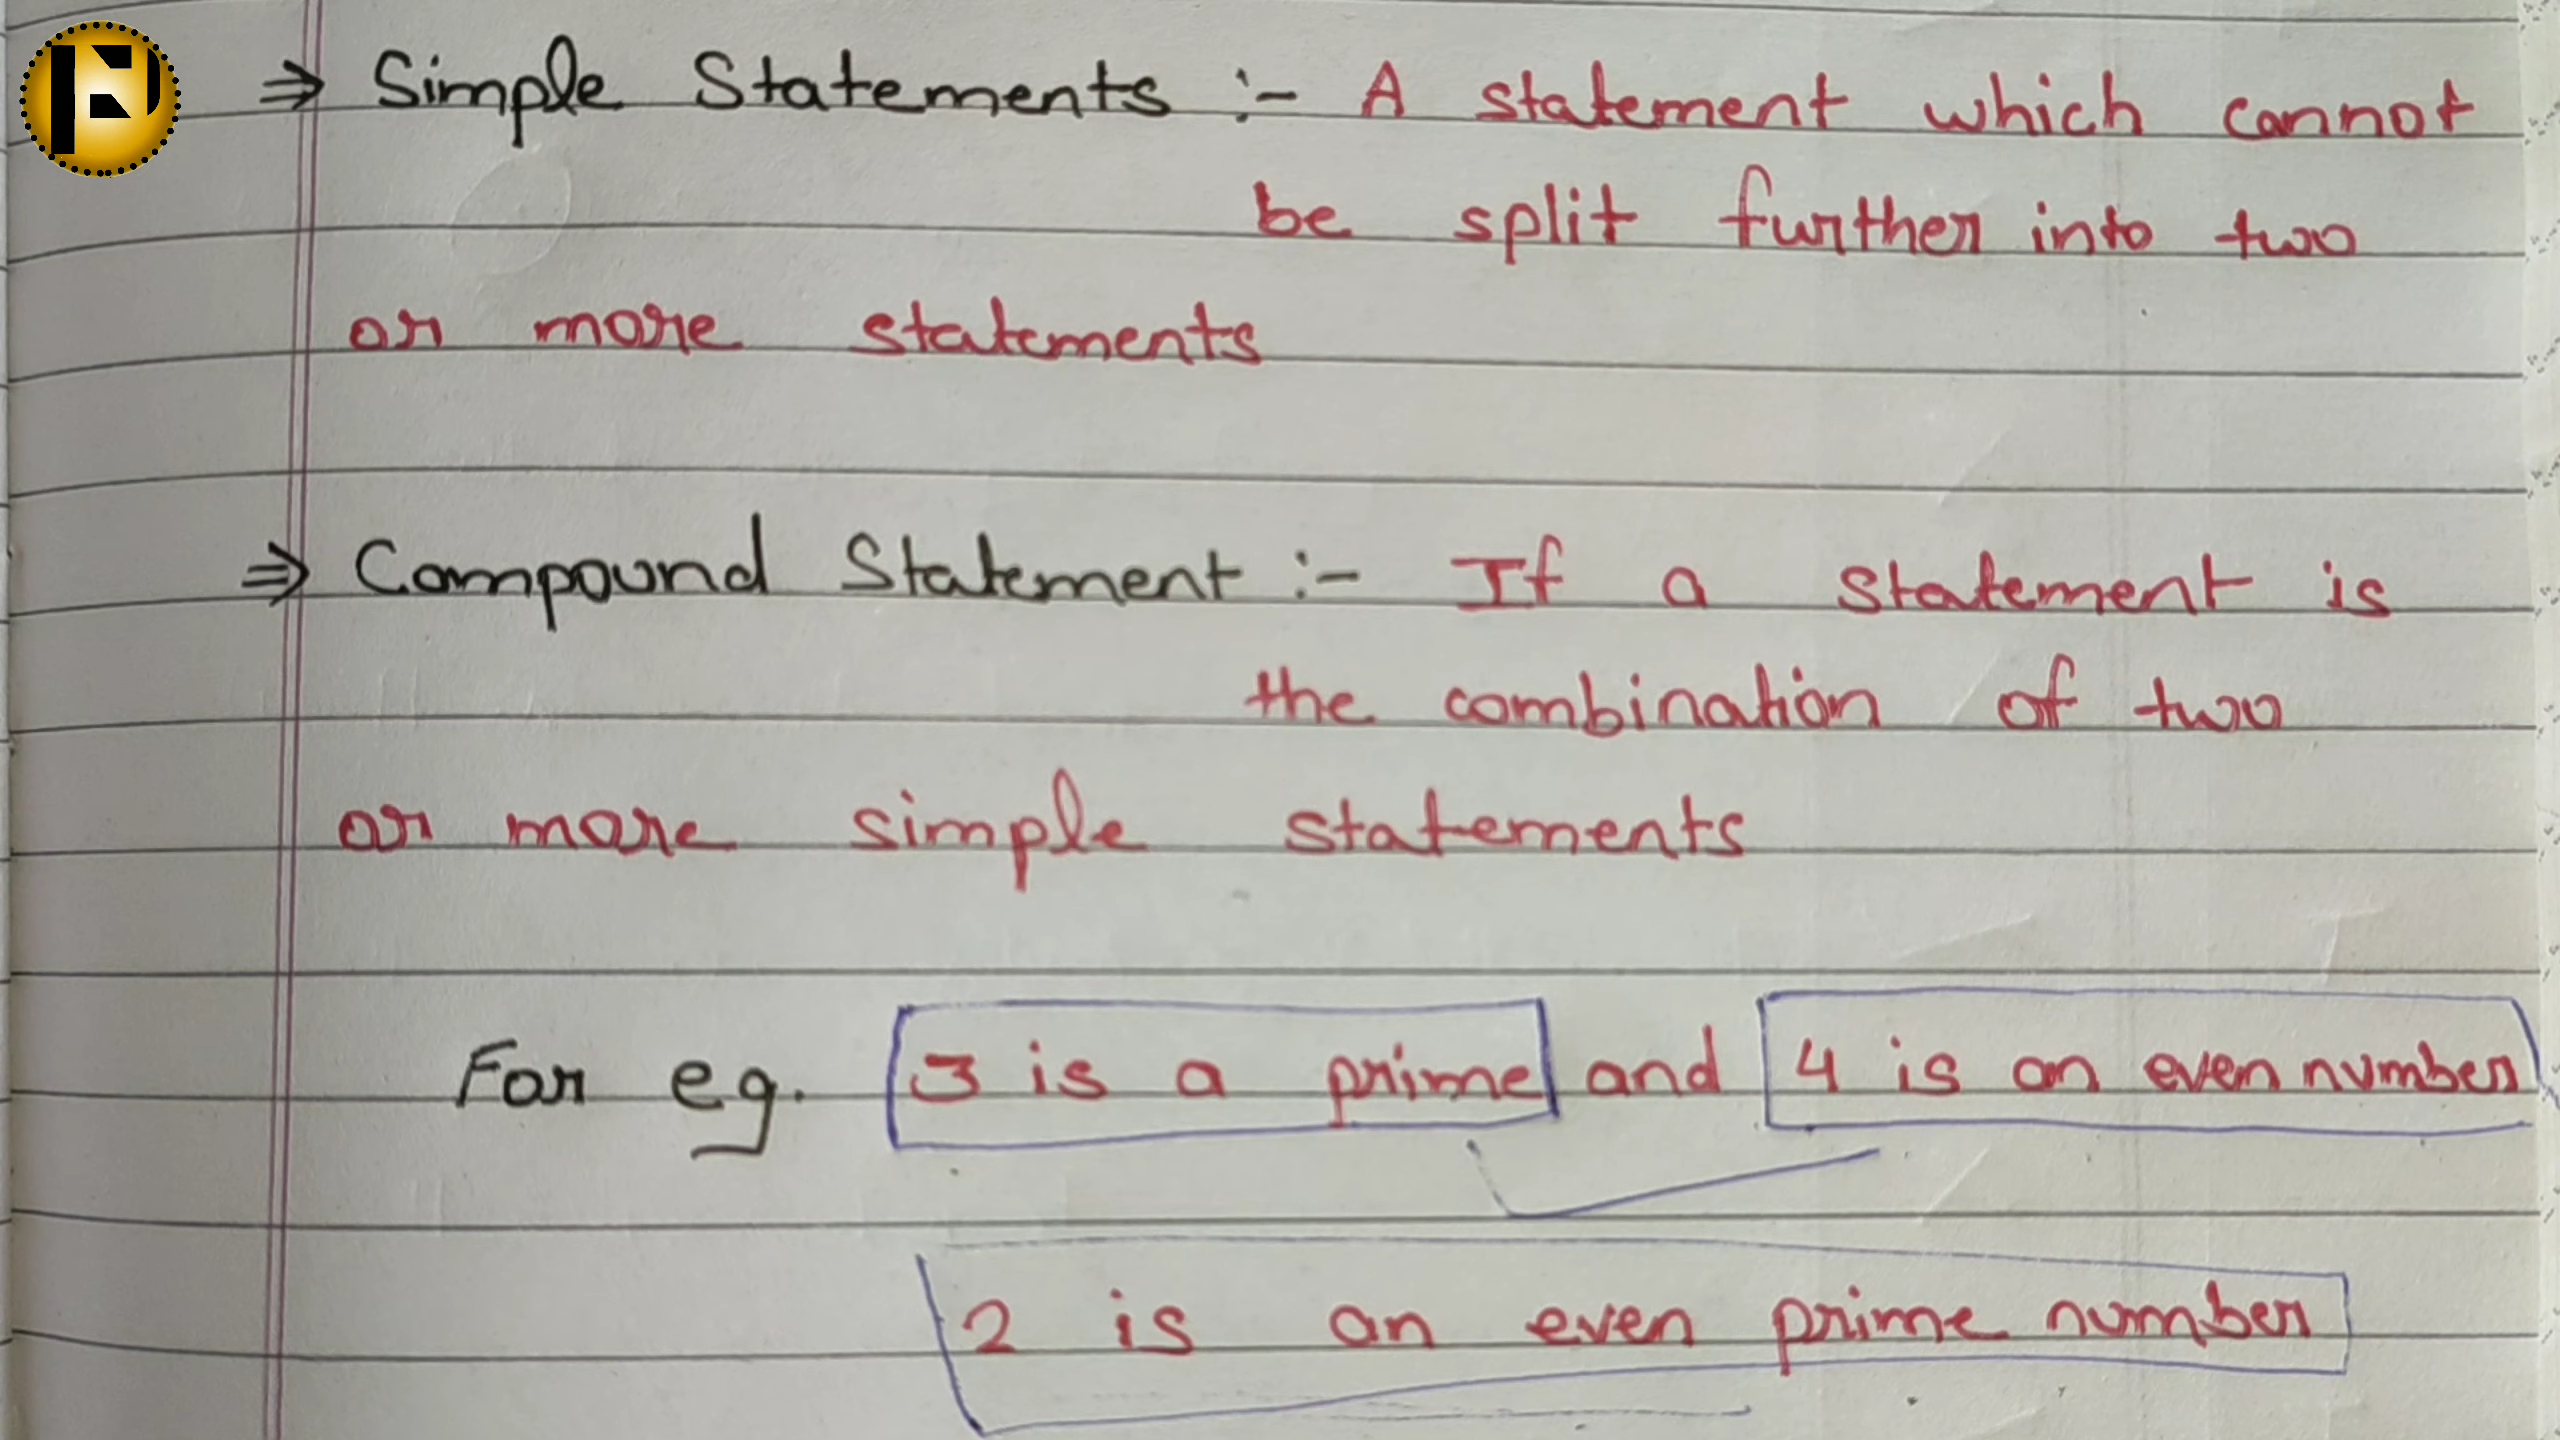 ⇒ Simple Statements :- A statement which cannot
be split further into two
or more statements
⇒ Compound Statement :- If a statement is
the combination of two
or more simple statements
For eg. 3 is a prime and 4 is an even number
2 is an even prime number